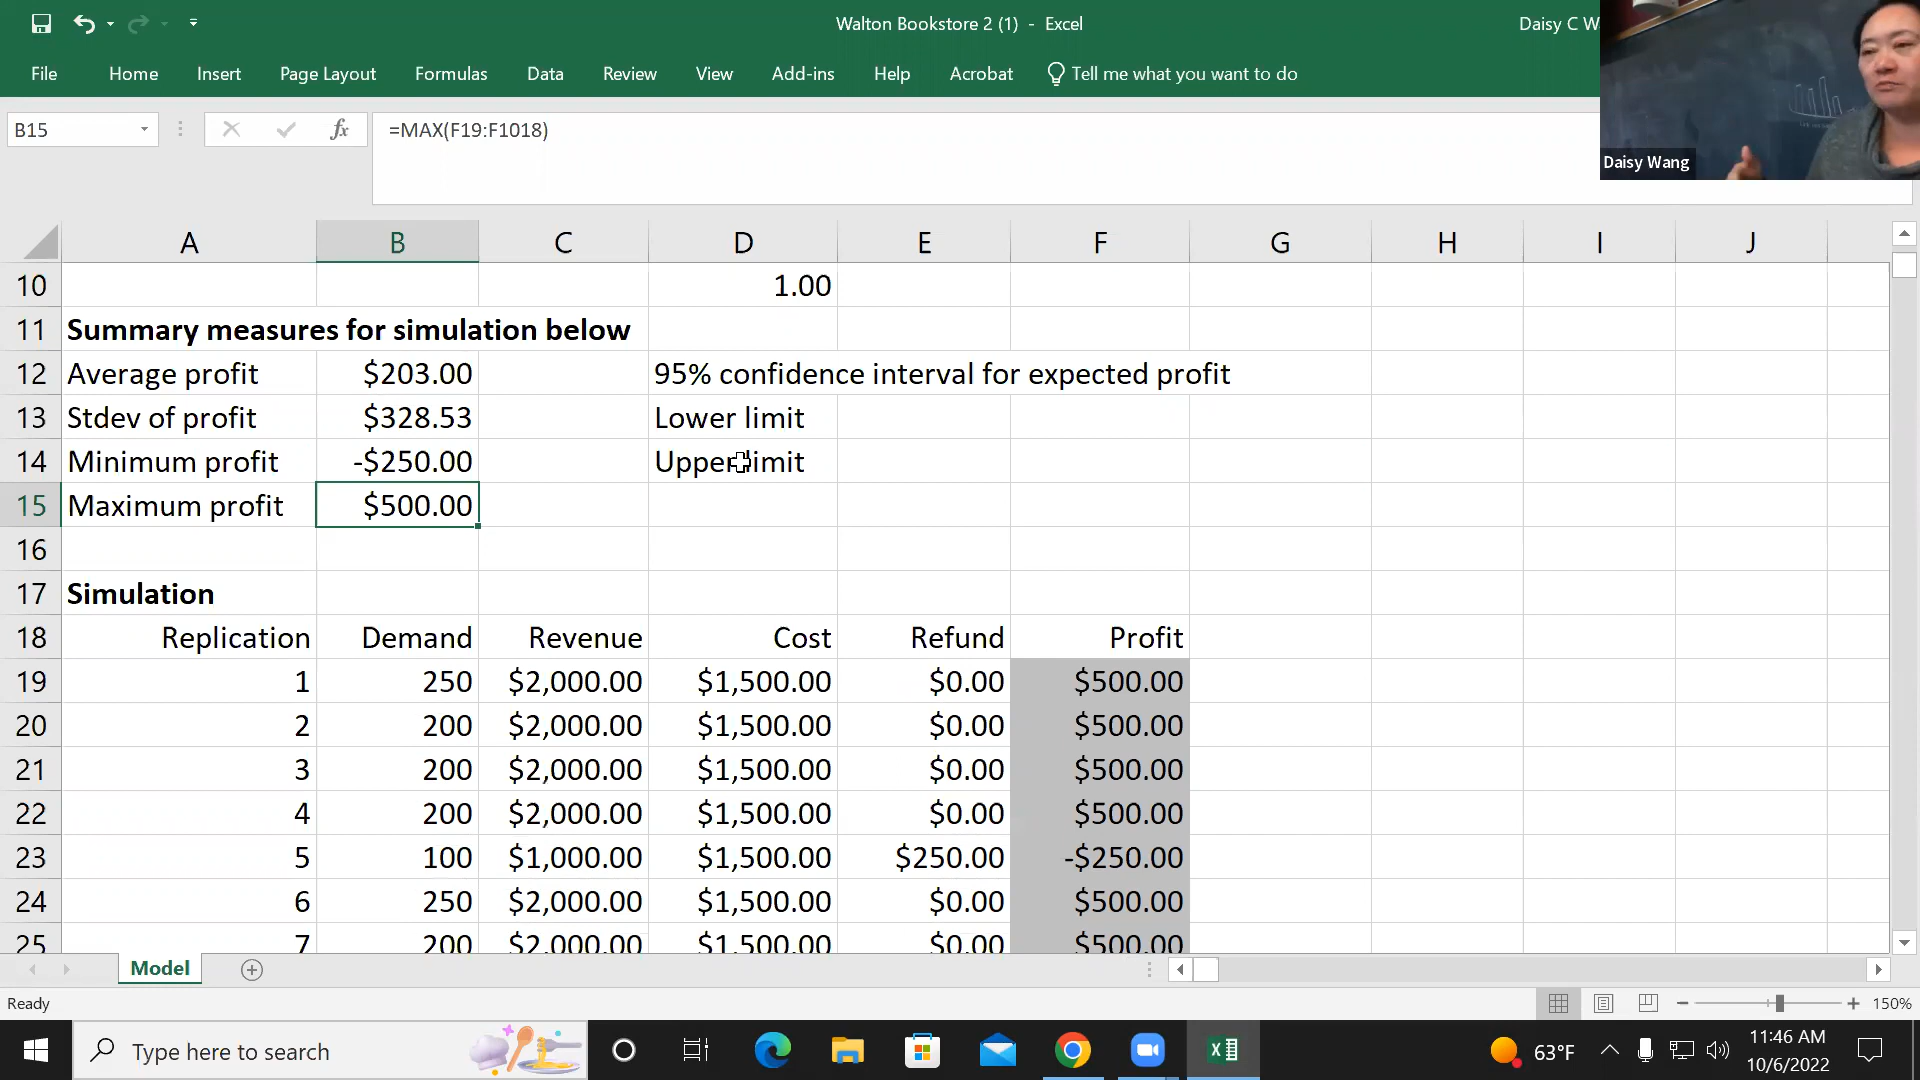 Walton Bookstore 2 (1) - Excel
Daisy C W
File Home Insert Page Layout Formulas Data Review View Add-ins Help Acrobat Tell me what you want to do
Daisy Wang
B15 fx =MAX(F19:F1018)
A B C D E F G H I J
10 1.00
11 Summary measures for simulation below
12 Average profit $203.00 95% confidence interval for expected profit
13 Stdev of profit $328.53 Lower limit
14 Minimum profit -$250.00 Upper limit
15 Maximum profit $500.00
16
17 Simulation
18 Replication Demand Revenue Cost Refund Profit
19 1 250 $2,000.00 $1,500.00 $0.00 $500.00
20 2 200 $2,000.00 $1,500.00 $0.00 $500.00
21 3 200 $2,000.00 $1,500.00 $0.00 $500.00
22 4 200 $2,000.00 $1,500.00 $0.00 $500.00
23 5 100 $1,000.00 $1,500.00 $250.00 -$250.00
24 6 250 $2,000.00 $1,500.00 $0.00 $500.00
25 7 200 $2,000.00 $1,500.00 $0.00 $500.00
Model
Ready 150%
Type here to search 63°F 11:46 AM
10/6/2022